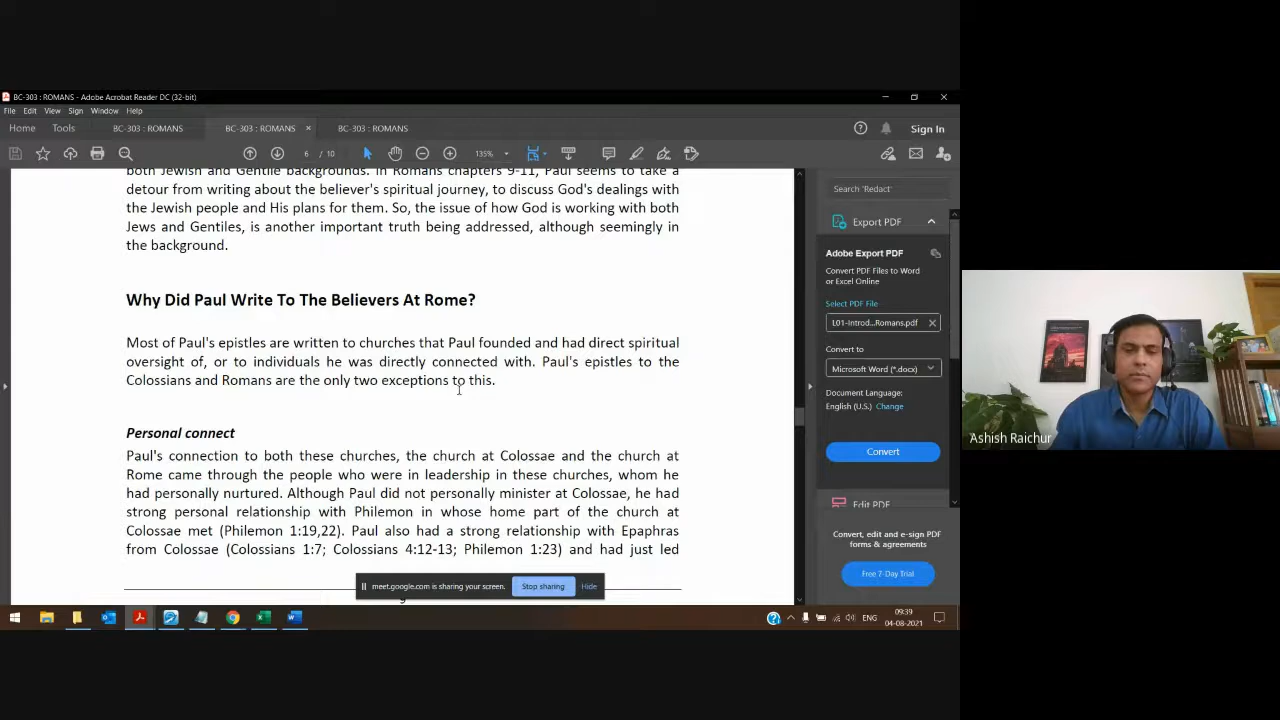 BC-303 : ROMANS - Adobe Acrobat Reader DC (32-bit)
File Edit View Sign Window Help
Home Tools BC-303 : ROMANS BC-303 : ROMANS × BC-303 : ROMANS Sign In
6 / 10 135%
both Jewish and Gentile backgrounds. In Romans chapters 9-11, Paul seems to take a
detour from writing about the believer's spiritual journey, to discuss God's dealings with
the Jewish people and His plans for them. So, the issue of how God is working with both
Jews and Gentiles, is another important truth being addressed, although seemingly in
the background.
Why Did Paul Write To The Believers At Rome?
Most of Paul's epistles are written to churches that Paul founded and had direct spiritual
oversight of, or to individuals he was directly connected with. Paul's epistles to the
Colossians and Romans are the only two exceptions to this.
Personal connect
Paul's connection to both these churches, the church at Colossae and the church at
Rome came through the people who were in leadership in these churches, whom he
had personally nurtured. Although Paul did not personally minister at Colossae, he had
strong personal relationship with Philemon in whose home part of the church at
Colossae met (Philemon 1:19,22). Paul also had a strong relationship with Epaphras
from Colossae (Colossians 1:7; Colossians 4:12-13; Philemon 1:23) and had just led
meet.google.com is sharing your screen. Stop sharing Hide
Search 'Redact'
Export PDF
Adobe Export PDF
Convert PDF Files to Word
or Excel Online
Select PDF File
L01-Introd...Romans.pdf
Convert to
Microsoft Word (*.docx)
Document Language:
English (U.S.) Change
Convert
Edit PDF
Convert, edit and e-sign PDF
forms & agreements
Free 7-Day Trial
ENG
09:39
04-08-2021
Ashish Raichur